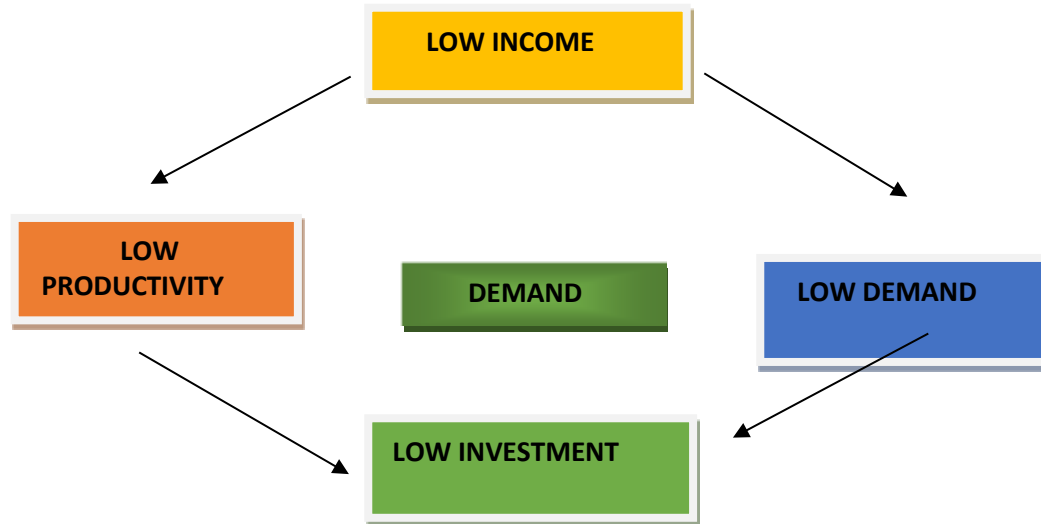 LOW INCOME
LOW
PRODUCTIVITY
DEMAND
LOW DEMAND
LOW INVESTMENT